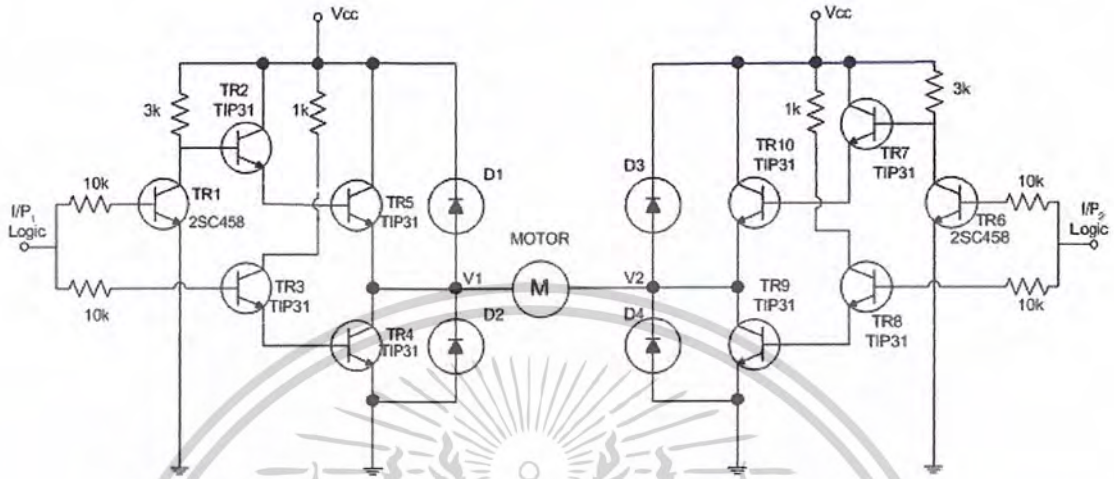 Vcc
Vcc
TR2
TIP31
3k
1k
1k
3k
TR10
TIP31
TR7
TIP31
D1
D3
10k
TR1
2SC458
TR5
TIP31
10k
TR6
2SC458
I/P1
Logic
I/P2
Logic
MOTOR
TR3
TIP31
V1
M
V2
TR9
TIP31
10k
TR8
TIP31
10k
D2
D4
TR4
TIP31